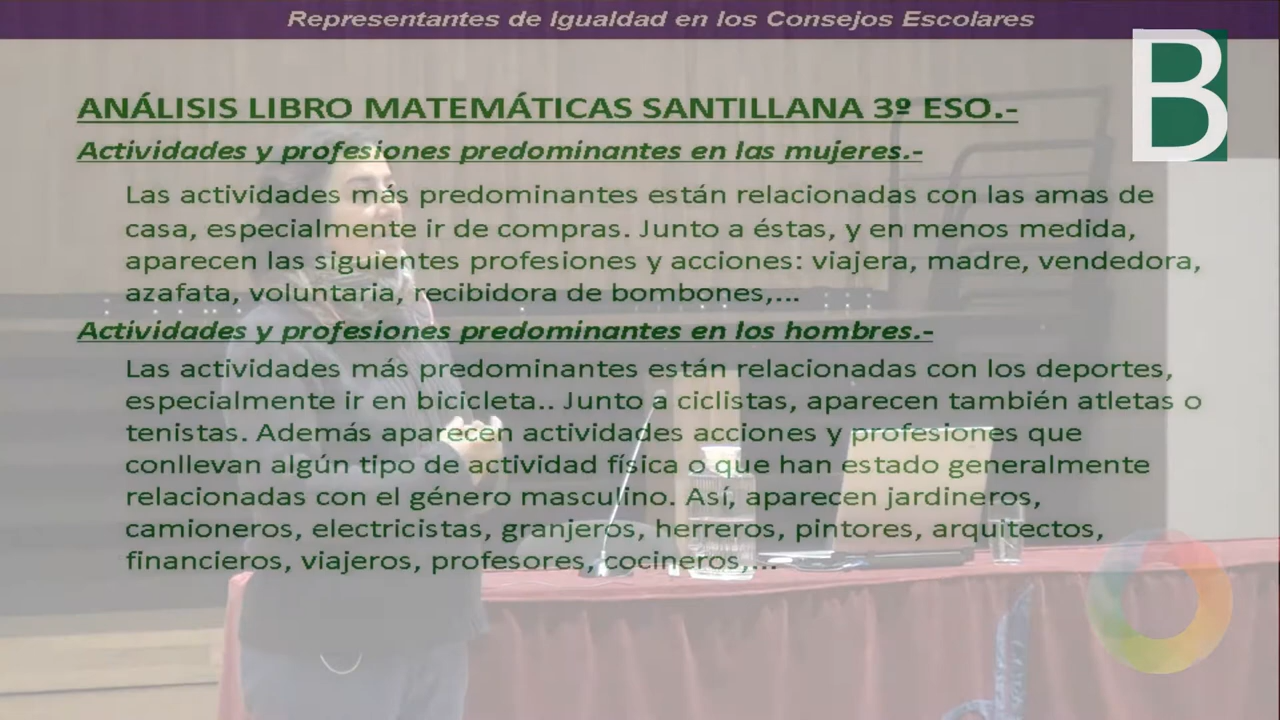 Representantes de Igualdad en los Consejos Escolares
B
ANÁLISIS LIBRO MATEMÁTICAS SANTILLANA 3º ESO.-
Actividades y profesiones predominantes en las mujeres.-
Las actividades más predominantes están relacionadas con las amas de
casa, especialmente ir de compras. Junto a éstas, y en menos medida,
aparecen las siguientes profesiones y acciones: viajera, madre, vendedora,
azafata, voluntaria, recibidora de bombones,...
Actividades y profesiones predominantes en los hombres.-
Las actividades más predominantes están relacionadas con los deportes,
especialmente ir en bicicleta.. Junto a ciclistas, aparecen también atletas o
tenistas. Además aparecen actividades acciones y profesiones que
conllevan algún tipo de actividad física o que han estado generalmente
relacionadas con el género masculino. Así, aparecen jardineros,
camioneros, electricistas, granjeros, herreros, pintores, arquitectos,
financieros, viajeros, profesores, cocineros,...